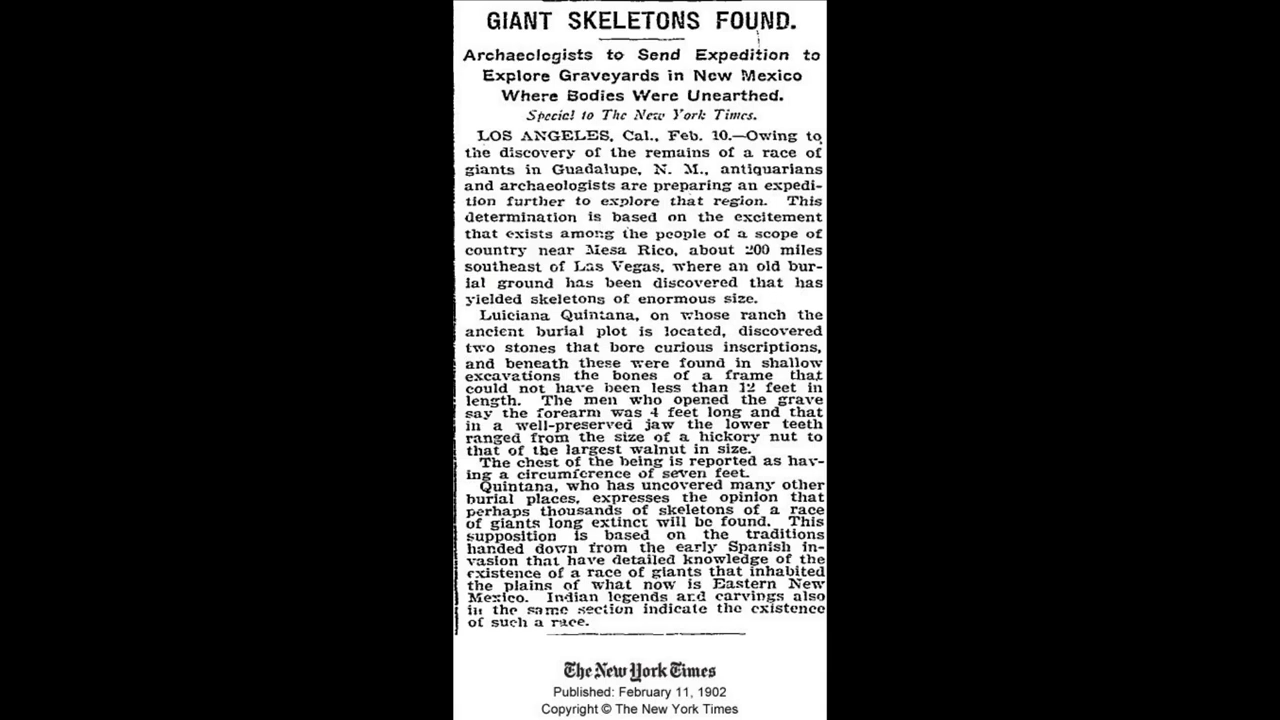 GIANT SKELETONS FOUND.
Archaeologists to Send Expedition to
Explore Graveyards in New Mexico
Where Bodies Were Unearthed.
Special to The New York Times.
LOS ANGELES, Cal., Feb. 10.—Owing to
the discovery of the remains of a race of
giants in Guadalupe, N. M., antiquarians
and archaeologists are preparing an expedi-
tion further to explore that region. This
determination is based on the excitement
that exists among the people of a scope of
country near Mesa Rico, about 200 miles
southeast of Las Vegas, where an old bur-
ial ground has been discovered that has
yielded skeletons of enormous size.
Luiciana Quintana, on whose ranch the
ancient burial plot is located, discovered
two stones that bore curious inscriptions,
and beneath these were found in shallow
excavations the bones of a frame that
could not have been less than 12 feet in
length. The men who opened the grave
say the forearm was 4 feet long and that
in a well-preserved jaw the lower teeth
ranged from the size of a hickory nut to
that of the largest walnut in size.
The chest of the being is reported as hav-
ing a circumference of seven feet.
Quintana, who has uncovered many other
burial places, expresses the opinion that
perhaps thousands of skeletons of a race
of giants long extinct will be found. This
supposition is based on the traditions
handed down from the early Spanish in-
vasion that have detailed knowledge of the
existence of a race of giants that inhabited
the plains of what now is Eastern New
Mexico. Indian legends and carvings also
in the same section indicate the existence
of such a race.
The New York Times
Published: February 11, 1902
Copyright © The New York Times